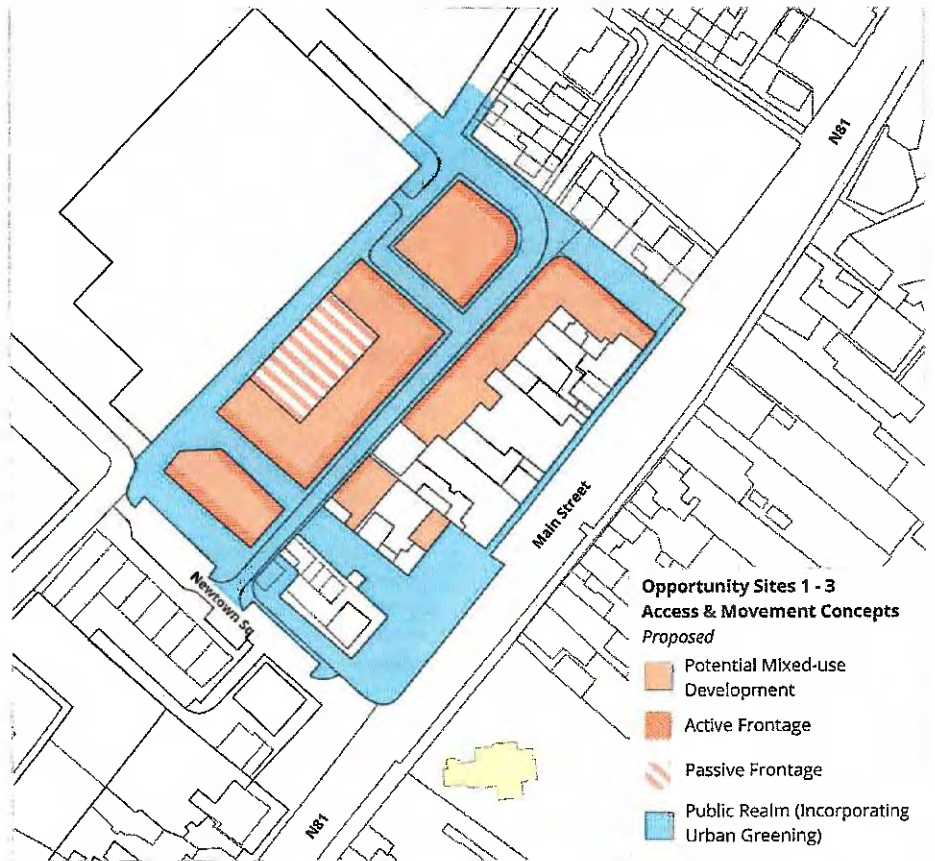 N81
Main Street
Newtown Sq
N81
Opportunity Sites 1 - 3
Access & Movement Concepts
Proposed
Potential Mixed-use
Development
Active Frontage
Passive Frontage
Public Realm (Incorporating
Urban Greening)